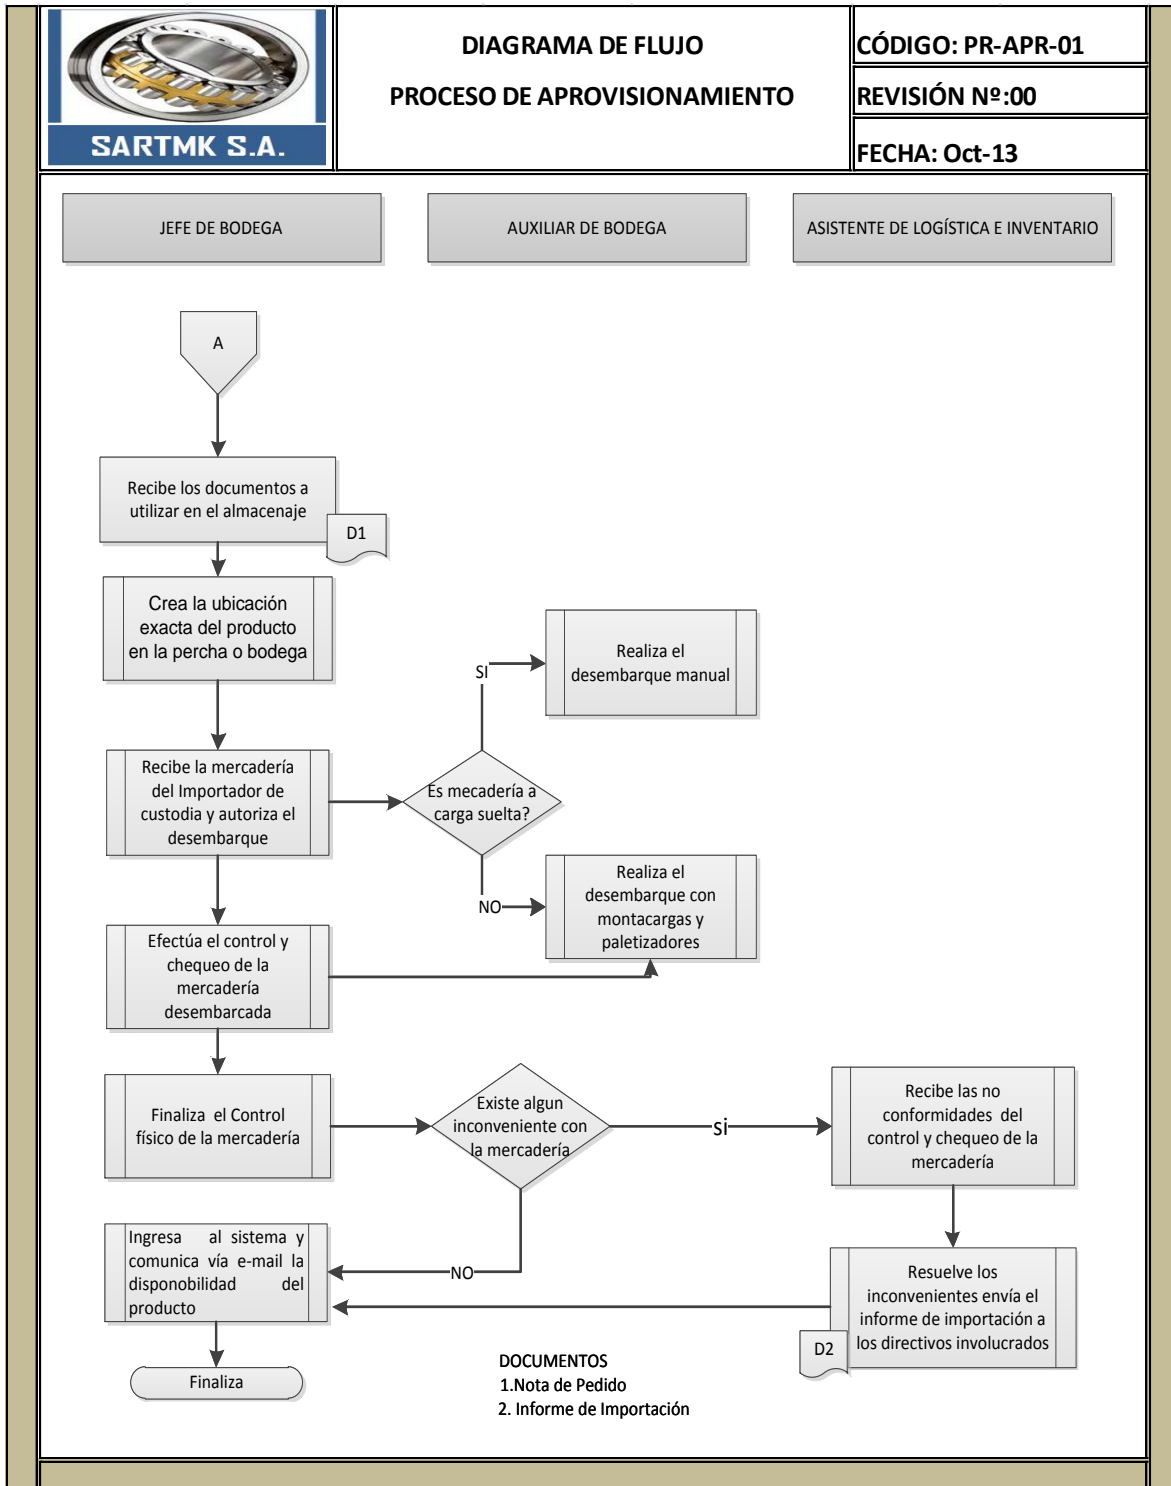 SARTMK S.A.
DIAGRAMA DE FLUJO
PROCESO DE APROVISIONAMIENTO
CÓDIGO: PR-APR-01
REVISIÓN Nº:00
FECHA: Oct-13
JEFE DE BODEGA
AUXILIAR DE BODEGA
ASISTENTE DE LOGÍSTICA E INVENTARIO
A
Recibe los documentos a
utilizar en el almacenaje
D1
Crea la ubicación
exacta del producto
en la percha o bodega
Realiza el
desembarque manual
SI
Recibe la mercadería
del Importador de
custodia y autoriza el
desembarque
Es mecadería a
carga suelta?
NO
Realiza el
desembarque con
montacargas y
paletizadores
Efectúa el control y
chequeo de la
mercadería
desembarcada
Finaliza el Control
físico de la mercadería
Existe algun
inconveniente con
la mercadería
si
Recibe las no
conformidades del
control y chequeo de la
mercadería
Ingresa al sistema y
comunica vía e-mail la
disponobilidad del
producto
NO
Resuelve los
inconvenientes envía el
informe de importación a
los directivos involucrados
D2
Finaliza
DOCUMENTOS
1.Nota de Pedido
2. Informe de Importación